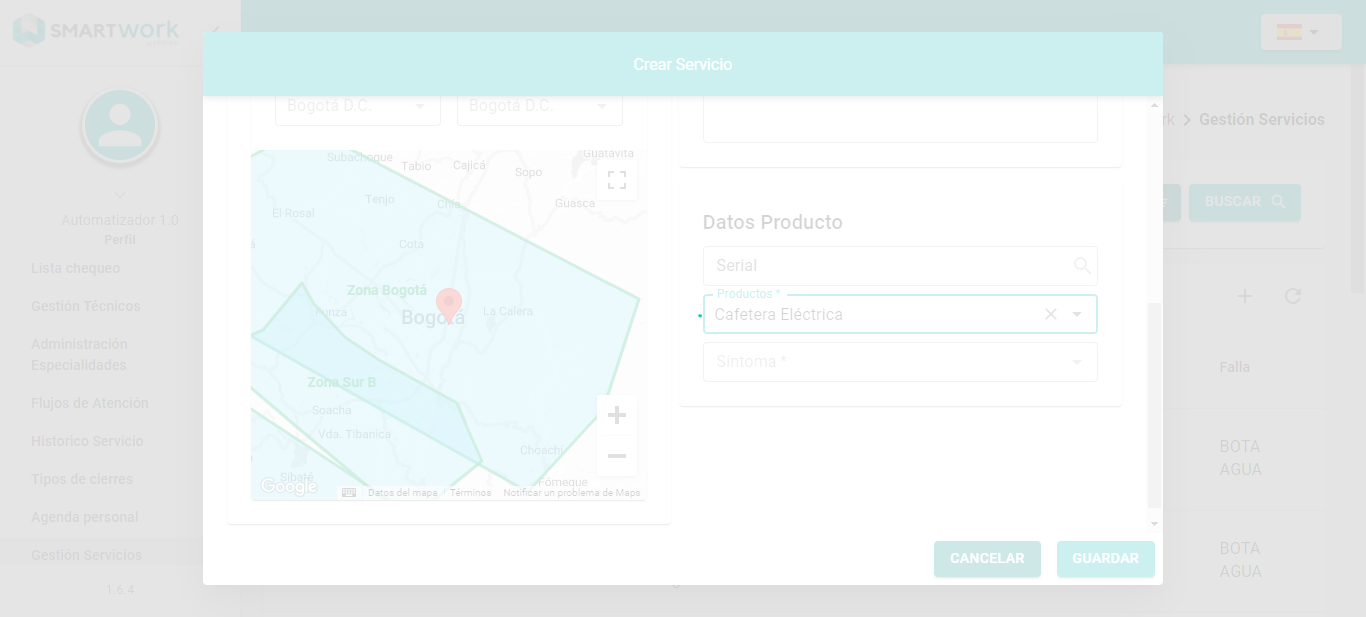 SMARTwork
Automatizador 1.0
Perfil
Lista chequeo
Gestión Técnicos
Administración
Especialidades
Flujos de Atención
Historico Servicio
Tipos de cierres
Agenda personal
Gestión Servicios
1.6.4
Crear Servicio
Bogotá D.C.
Bogotá D.C.
Subachoque
Tabio
Cajicá
Sopo
Guatavita
Tenjo
Chía
Guasca
El Rosal
Cota
Zona Bogotá
Funza
Bogotá
La Calera
Zona Sur B
Soacha
Vda. Tibanica
Choachí
Sibaté
Fómeque
Google
Datos del mapa
Términos
Notificar un problema de Maps
Datos Producto
Serial
Productos *
Cafetera Eléctrica
Sintoma *
CANCELAR
GUARDAR
rk > Gestión Servicios
BUSCAR
Falla
BOTA
AGUA
BOTA
AGUA